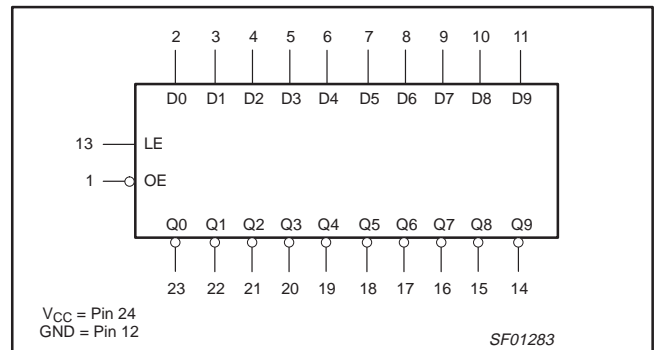 2 3 4 5 6 7 8 9 10 11
D0 D1 D2 D3 D4 D5 D6 D7 D8 D9
13 LE
1 OE
Q0 Q1 Q2 Q3 Q4 Q5 Q6 Q7 Q8 Q9
23 22 21 20 19 18 17 16 15 14
VCC = Pin 24
GND = Pin 12
SF01283